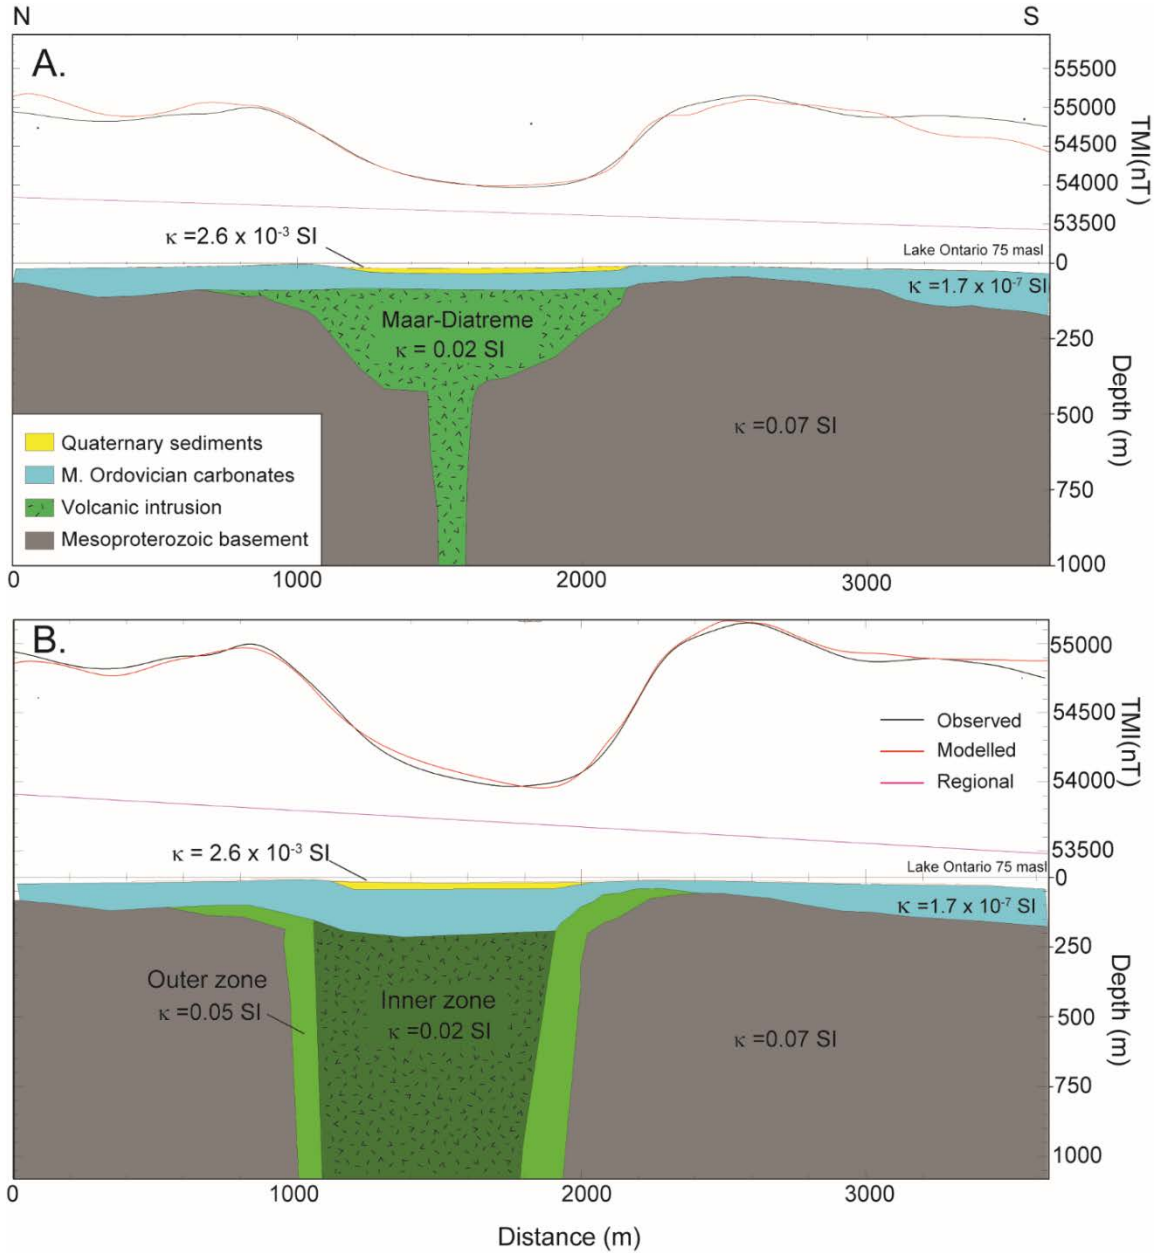 N
S
A.
55500
55000
54500
54000
53500
TMI(nT)
κ =2.6 x 10-3 SI
Lake Ontario 75 masl
0
κ =1.7 x 10-7 SI
Maar-Diatreme
κ = 0.02 SI
250
500
750
1000
Depth (m)
κ =0.07 SI
Quaternary sediments
M. Ordovician carbonates
Volcanic intrusion
Mesoproterozoic basement
0
1000
2000
3000
B.
55000
54500
54000
53500
TMI(nT)
Observed
Modelled
Regional
κ = 2.6 x 10-3 SI
Lake Ontario 75 masl
0
κ =1.7 x 10-7 SI
250
500
750
1000
Depth (m)
Outer zone
κ =0.05 SI
Inner zone
κ =0.02 SI
κ =0.07 SI
0
1000
2000
3000
Distance (m)